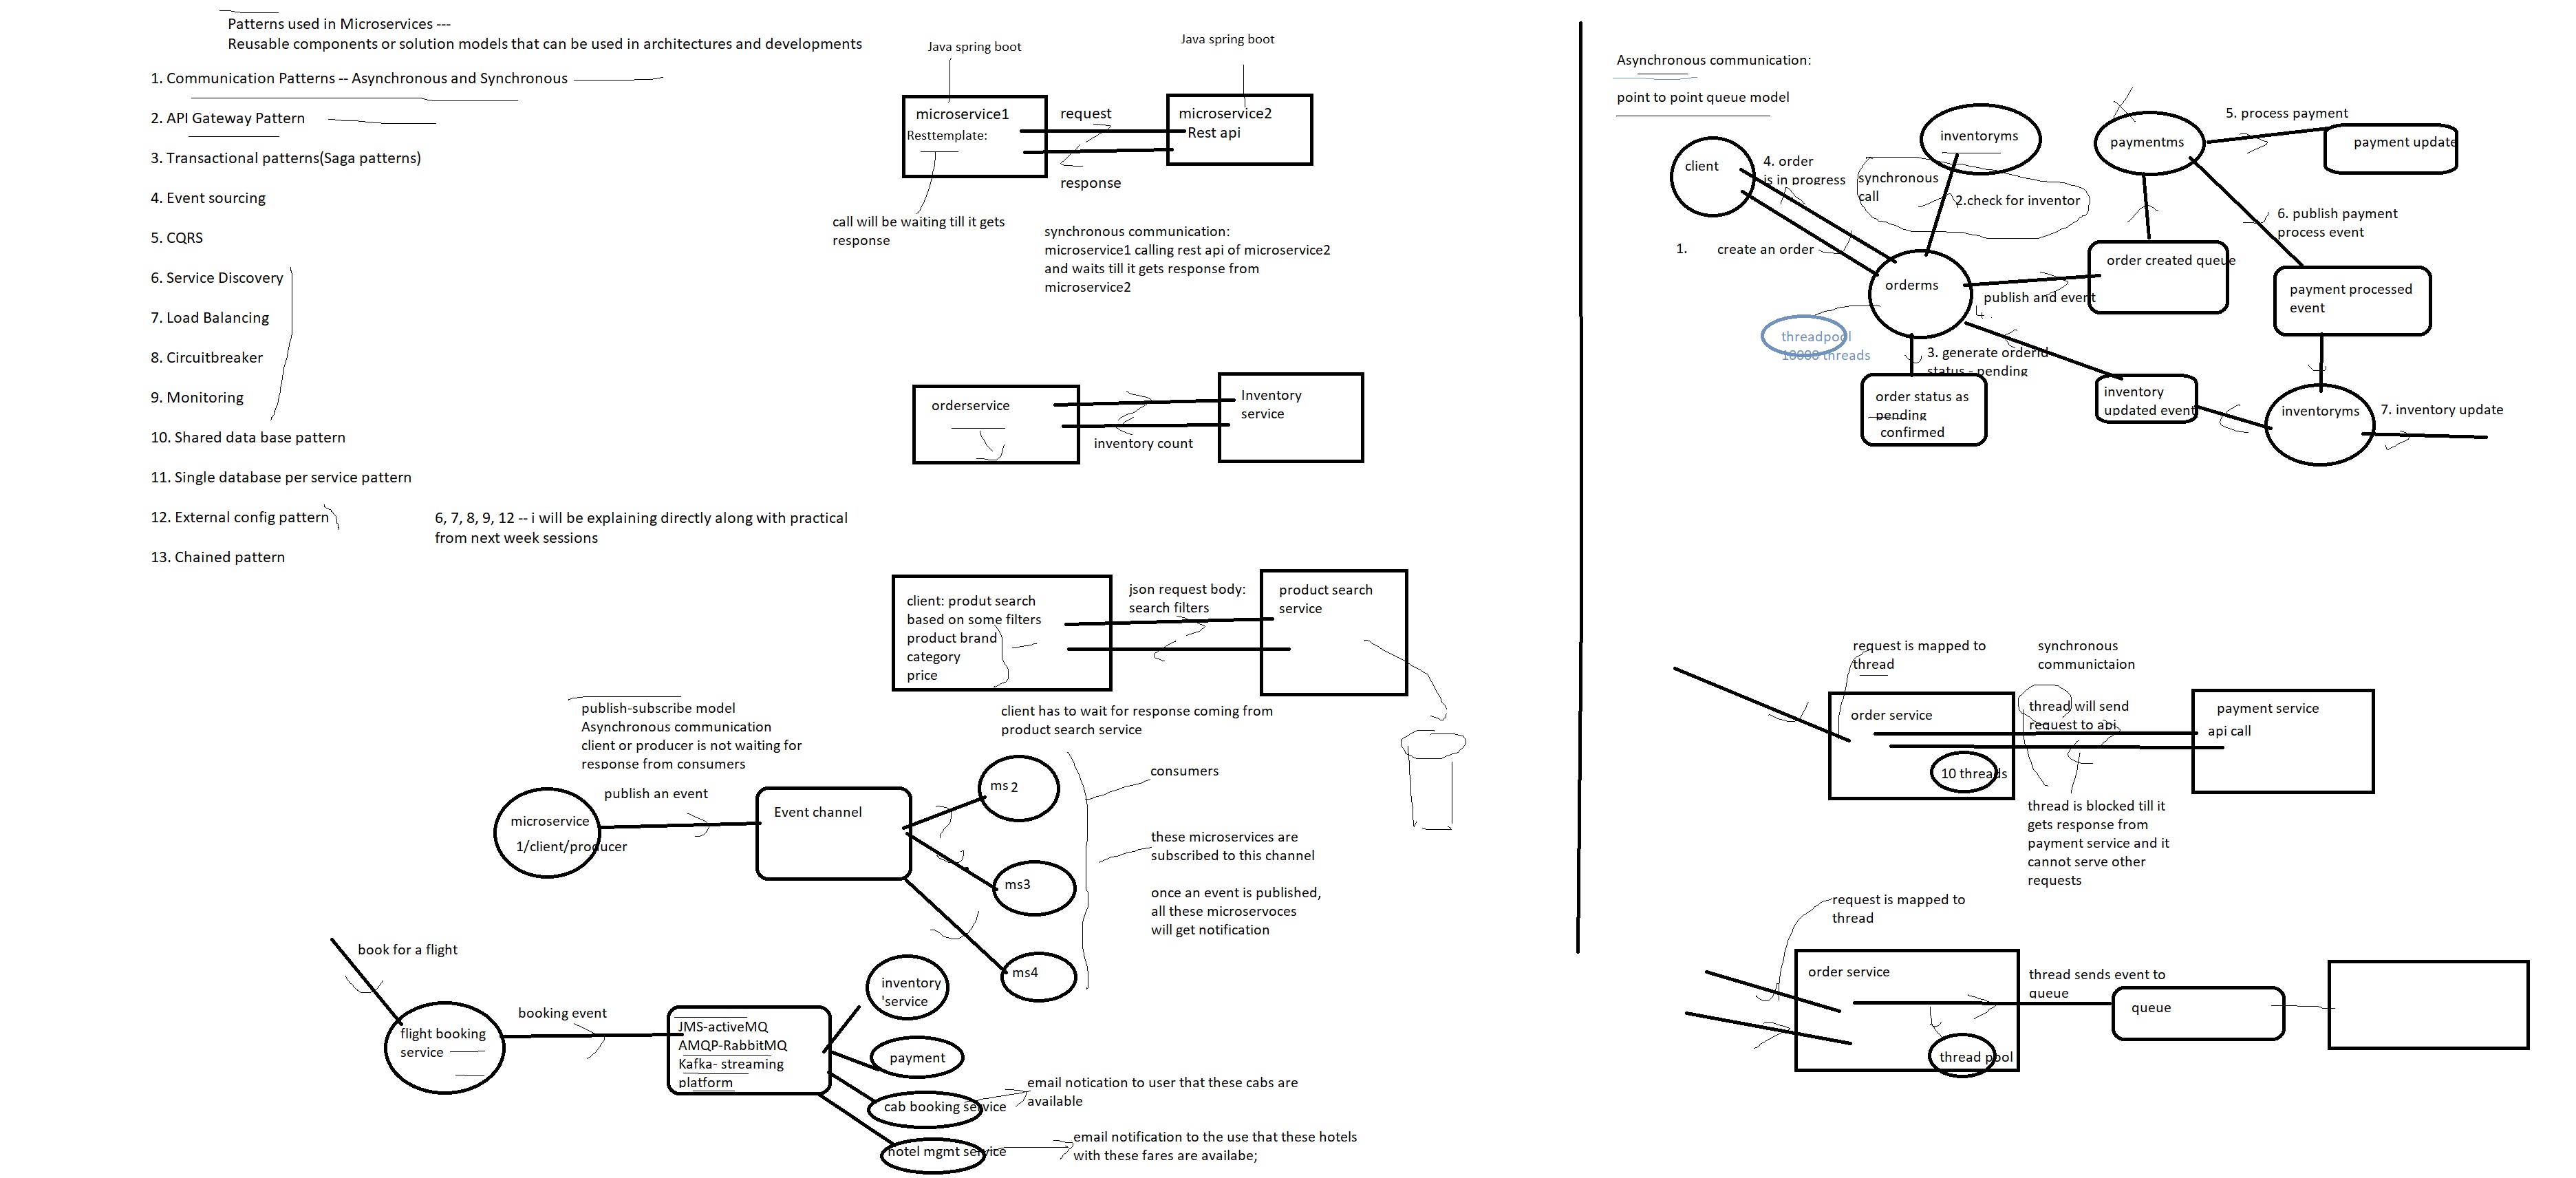 Patterns used in Microservices ---
Reusable components or solution models that can be used in architectures and developments
1. Communication Patterns -- Asynchronous and Synchronous
2. API Gateway Pattern
3. Transactional patterns(Saga patterns)
4. Event sourcing
5. CQRS
6. Service Discovery
7. Load Balancing
8. Circuitbreaker
9. Monitoring
10. Shared data base pattern
11. Single database per service pattern
12. External config pattern
13. Chained pattern
6, 7, 8, 9, 12 -- i will be explaining directly along with practical
from next week sessions
Java spring boot
Java spring boot
microservice1
Resttemplate:
request
response
microservice2
Rest api
call will be waiting till it gets
response
synchronous communication:
microservice1 calling rest api of microservice2
and waits till it gets response from
microservice2
orderservice
inventory count
Inventory
service
client: produt search
based on some filters
product brand
category
price
json request body:
search filters
product search
service
client has to wait for response coming from
product search service
publish-subscribe model
Asynchronous communication
client or producer is not waiting for
response from consumers
publish an event
microservice
1/client/producer
Event channel
ms 2
ms3
ms4
consumers
these microservices are
subscribed to this channel
once an event is published,
all these microservoces
will get notification
book for a flight
flight booking
service
booking event
JMS-activeMQ
AMQP-RabbitMQ
Kafka- streaming
platform
inventory
'service
payment
cab booking service
hotel mgmt service
email notication to user that these cabs are
available
email notification to the use that these hotels
with these fares are availabe;
Asynchronous communication:
point to point queue model
client
4. order
is in progress
1. create an order
inventoryms
synchronous
call
2.check for inventor
orderms
threadpool
10000 threads
publish and event
4.
3. generate orderid
status - pending
order status as
pending
confirmed
paymentms
5. process payment
payment update
order created queue
6. publish payment
process event
payment processed
event
inventory
updated event
inventoryms
7. inventory update
request is mapped to
thread
synchronous
communictaion
order service
10 threads
thread will send
request to api
payment service
api call
thread is blocked till it
gets response from
payment service and it
cannot serve other
requests
request is mapped to
thread
order service
thread pool
thread sends event to
queue
queue